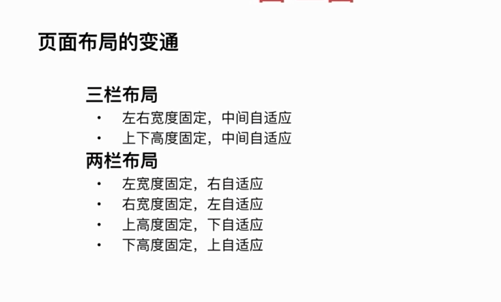 页面布局的变通
三栏布局
• 左右宽度固定，中间自适应
• 上下高度固定，中间自适应
两栏布局
• 左宽度固定，右自适应
• 右宽度固定，左自适应
• 上高度固定，下自适应
• 下高度固定，上自适应